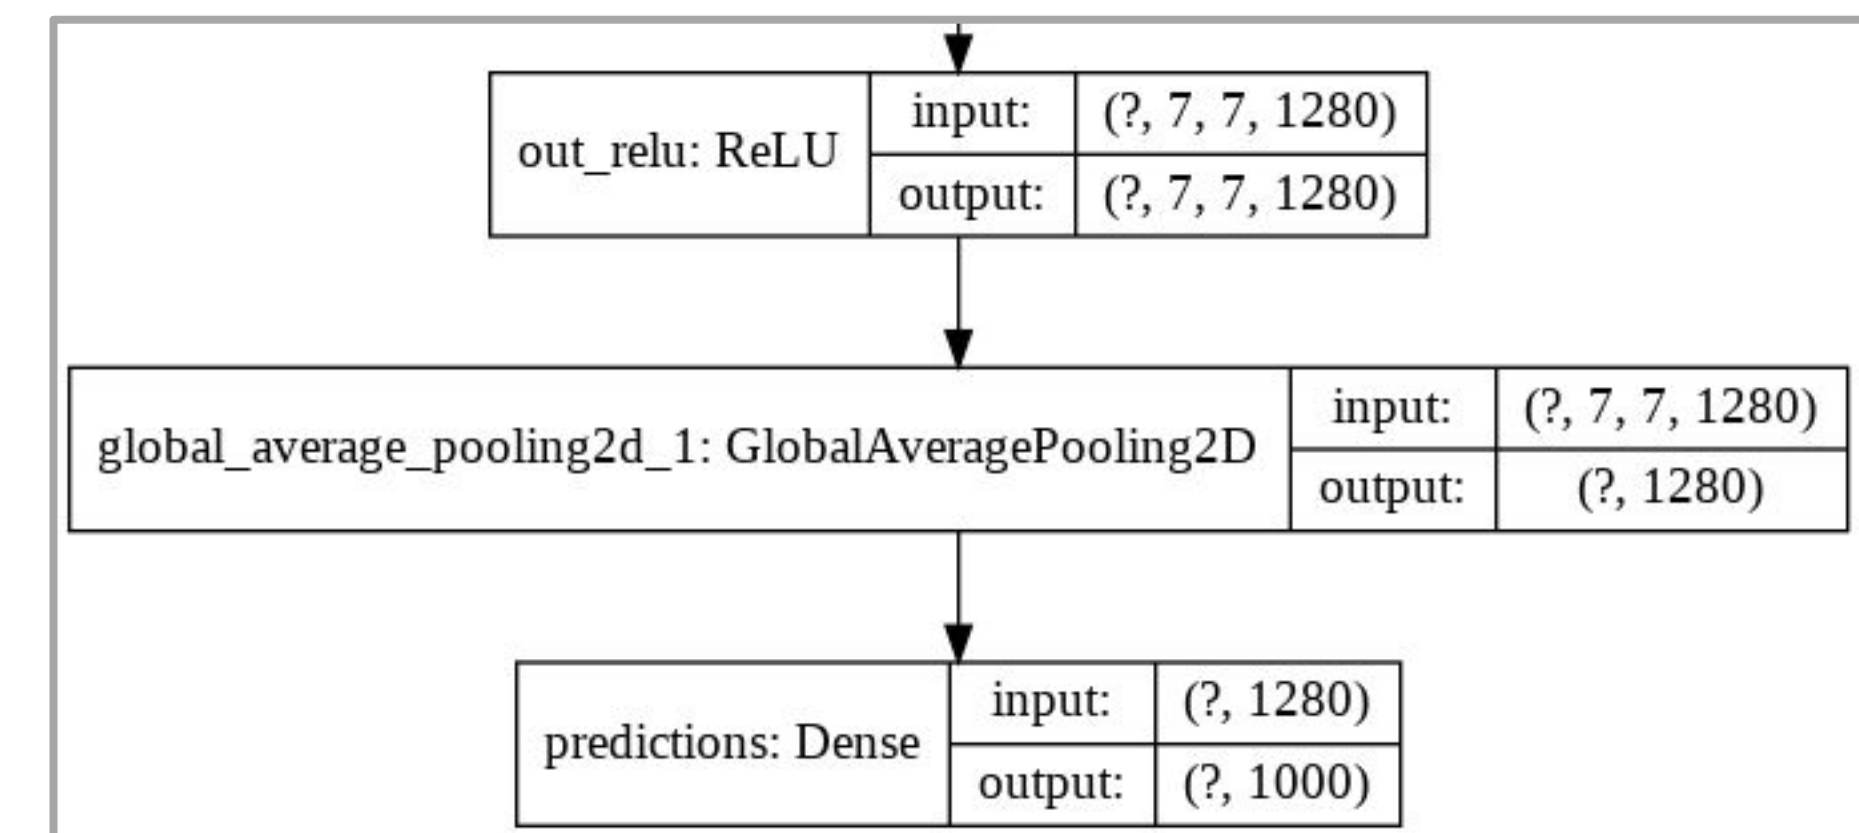 out_relu: ReLU
input:
(?, 7, 7, 1280)
output:
(?, 7, 7, 1280)
global_average_pooling2d_1: GlobalAveragePooling2D
input:
(?, 7, 7, 1280)
output:
(?, 1280)
predictions: Dense
input:
(?, 1280)
output:
(?, 1000)